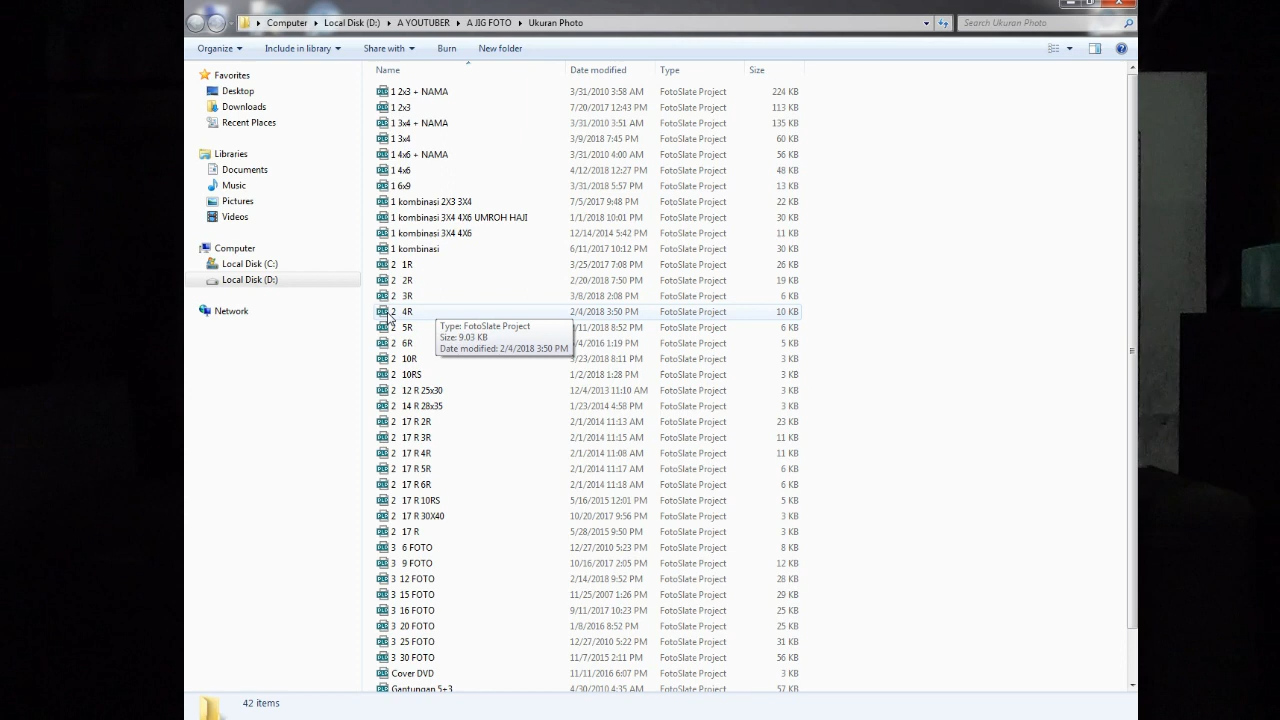 Computer Local Disk (D:) A YOUTUBER A JIG FOTO Ukuran Photo Search Ukuran Photo
Organize Include in library Share with Burn New folder
Favorites
Desktop
Downloads
Recent Places
Libraries
Documents
Music
Pictures
Videos
Computer
Local Disk (C:)
Local Disk (D:)
Network
Name Date modified Type Size
1 2x3 + NAMA 3/31/2010 3:58 AM FotoSlate Project 224 KB
1 2x3 7/20/2017 12:43 PM FotoSlate Project 113 KB
1 3x4 + NAMA 3/31/2010 3:51 AM FotoSlate Project 135 KB
1 3x4 3/9/2018 7:45 PM FotoSlate Project 60 KB
1 4x6 + NAMA 3/31/2010 4:00 AM FotoSlate Project 56 KB
1 4x6 4/12/2018 12:27 PM FotoSlate Project 48 KB
1 6x9 3/31/2018 5:57 PM FotoSlate Project 13 KB
1 kombinasi 2X3 3X4 7/5/2017 9:48 PM FotoSlate Project 22 KB
1 kombinasi 3X4 4X6 UMROH HAJI 1/1/2018 10:01 PM FotoSlate Project 30 KB
1 kombinasi 3X4 4X6 12/14/2014 5:42 PM FotoSlate Project 11 KB
1 kombinasi 6/11/2017 10:12 PM FotoSlate Project 30 KB
2 1R 3/25/2017 7:08 PM FotoSlate Project 26 KB
2 2R 2/20/2018 7:50 PM FotoSlate Project 19 KB
2 3R 3/8/2018 2:08 PM FotoSlate Project 6 KB
2 4R 2/4/2018 3:50 PM FotoSlate Project 10 KB
2 5R /11/2018 8:52 PM FotoSlate Project 6 KB
2 6R /4/2016 1:19 PM FotoSlate Project 5 KB
2 10R /23/2018 8:11 PM FotoSlate Project 3 KB
Type: FotoSlate Project
Size: 9.03 KB
Date modified: 2/4/2018 3:50 PM
2 10RS 1/2/2018 1:28 PM FotoSlate Project 3 KB
2 12 R 25x30 12/4/2013 11:10 AM FotoSlate Project 3 KB
2 14 R 28x35 1/23/2014 4:58 PM FotoSlate Project 3 KB
2 17 R 2R 2/1/2014 11:13 AM FotoSlate Project 23 KB
2 17 R 3R 2/1/2014 11:15 AM FotoSlate Project 11 KB
2 17 R 4R 2/1/2014 11:08 AM FotoSlate Project 11 KB
2 17 R 5R 2/1/2014 11:17 AM FotoSlate Project 6 KB
2 17 R 6R 2/1/2014 11:18 AM FotoSlate Project 6 KB
2 17 R 10RS 5/16/2015 12:01 PM FotoSlate Project 5 KB
2 17 R 30X40 10/20/2017 9:56 PM FotoSlate Project 3 KB
2 17 R 5/28/2015 9:50 PM FotoSlate Project 3 KB
3 6 FOTO 12/27/2010 5:23 PM FotoSlate Project 8 KB
3 9 FOTO 10/16/2017 2:05 PM FotoSlate Project 12 KB
3 12 FOTO 2/14/2018 9:52 PM FotoSlate Project 28 KB
3 15 FOTO 11/25/2007 1:26 PM FotoSlate Project 29 KB
3 16 FOTO 9/11/2017 10:23 PM FotoSlate Project 25 KB
3 20 FOTO 1/8/2016 8:52 PM FotoSlate Project 25 KB
3 25 FOTO 12/27/2010 5:22 PM FotoSlate Project 31 KB
3 30 FOTO 11/7/2015 2:11 PM FotoSlate Project 56 KB
Cover DVD 11/11/2016 6:07 PM FotoSlate Project 3 KB
Gantungan 5+3 4/30/2010 4:35 AM FotoSlate Project 57 KB
42 items